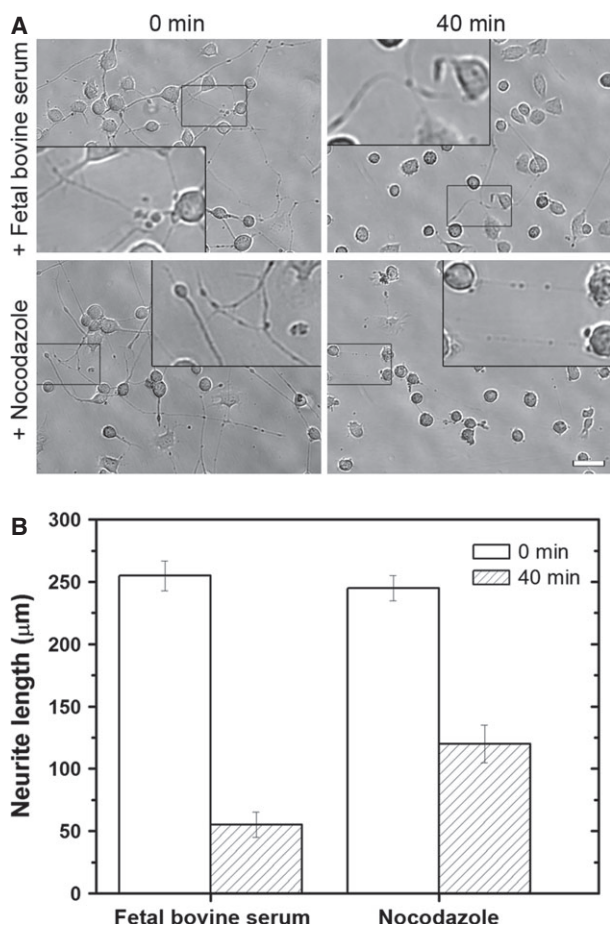 A
0 min
40 min
+ Fetal bovine serum
+ Nocodazole
B
300
250
200
150
100
50
0
Neurite length (μm)
0 min
40 min
Fetal bovine serum
Nocodazole